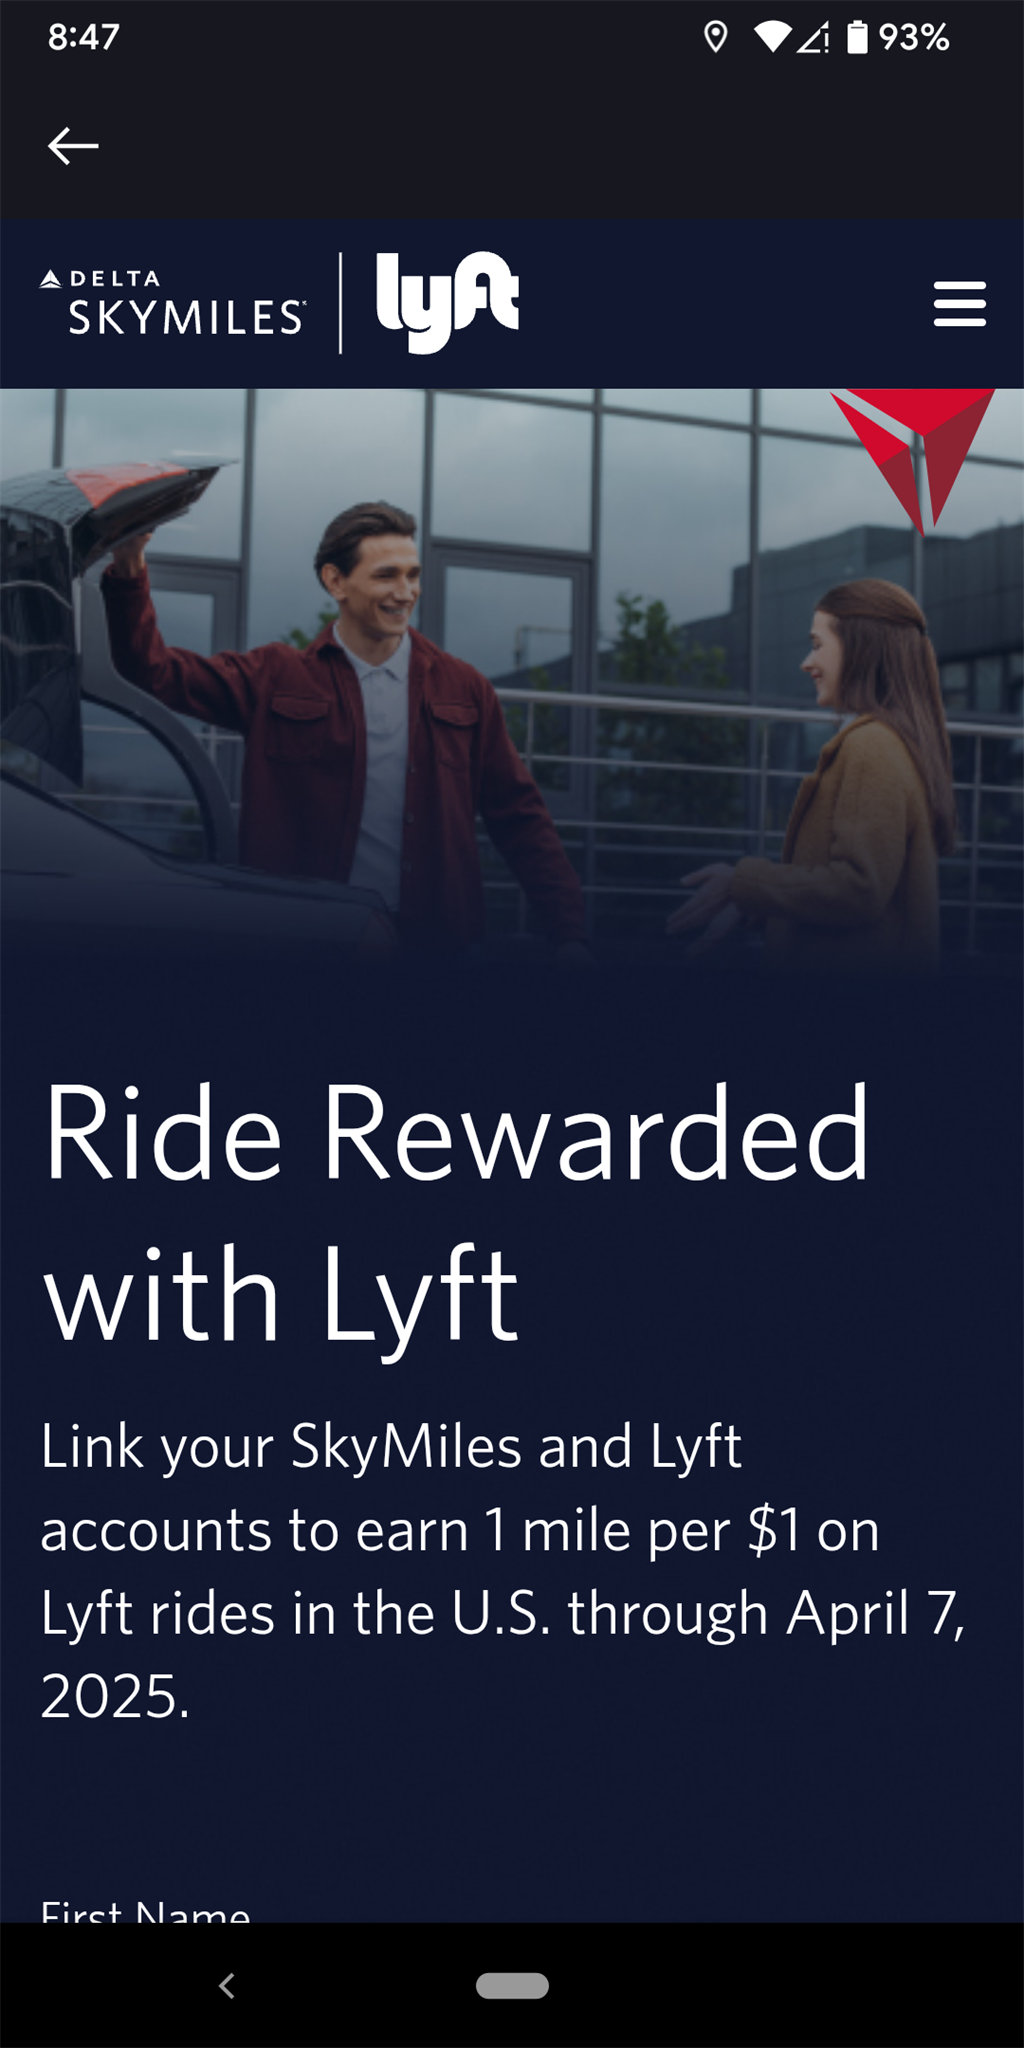 8:47
93%
DELTA
SKYMILES
lyft
Ride Rewarded
with Lyft
Link your SkyMiles and Lyft
accounts to earn 1 mile per $1 on
Lyft rides in the U.S. through April 7,
2025.
First Name